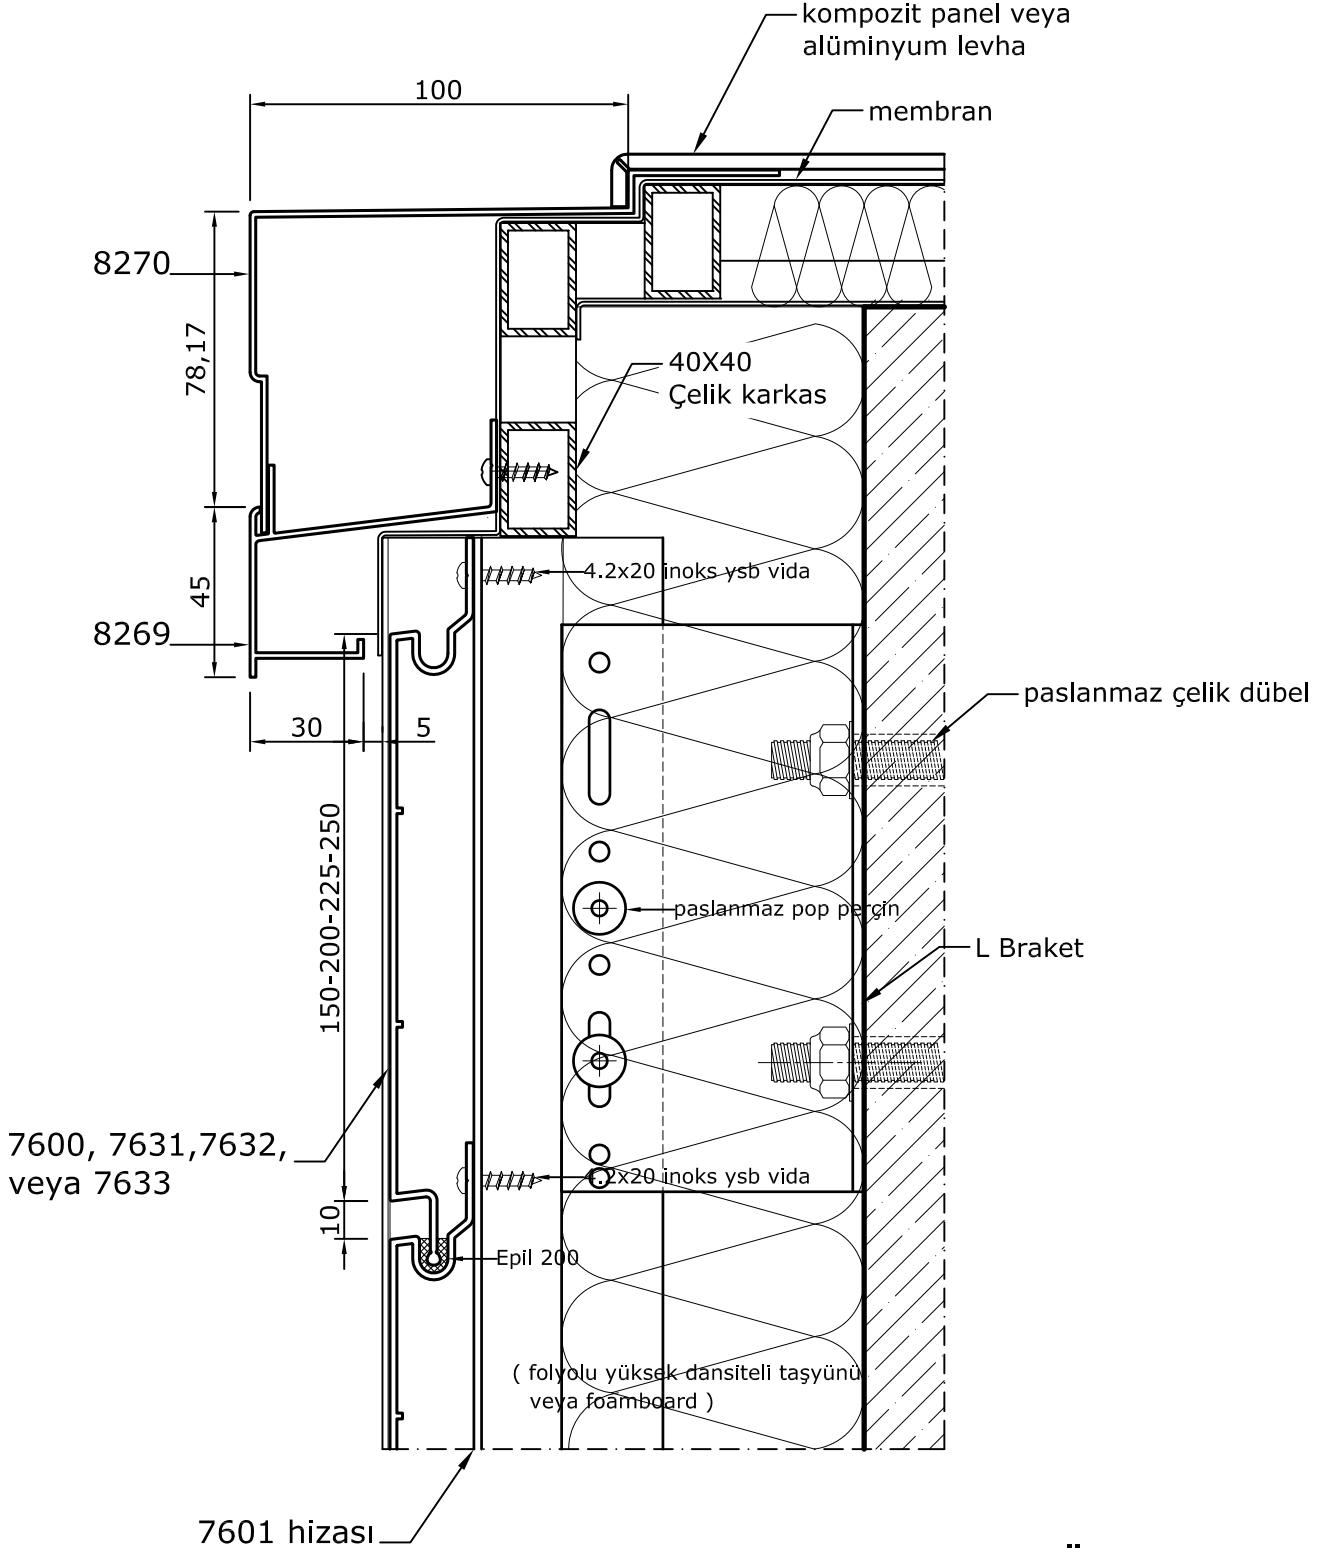 kompozit panel veya
alüminyum levha
100
membran
8270
78,17
40X40
Çelik karkas
4.2x20 inoks ysb vida
45
8269
paslanmaz çelik dübel
30
5
150-200-225-250
paslanmaz pop perçin
L Braket
7600, 7631,7632,
veya 7633
4.2x20 inoks ysb vida
10
Epil 200
( folyolu yüksek dansiteli taşyünü
veya foamboard )
7601 hizası